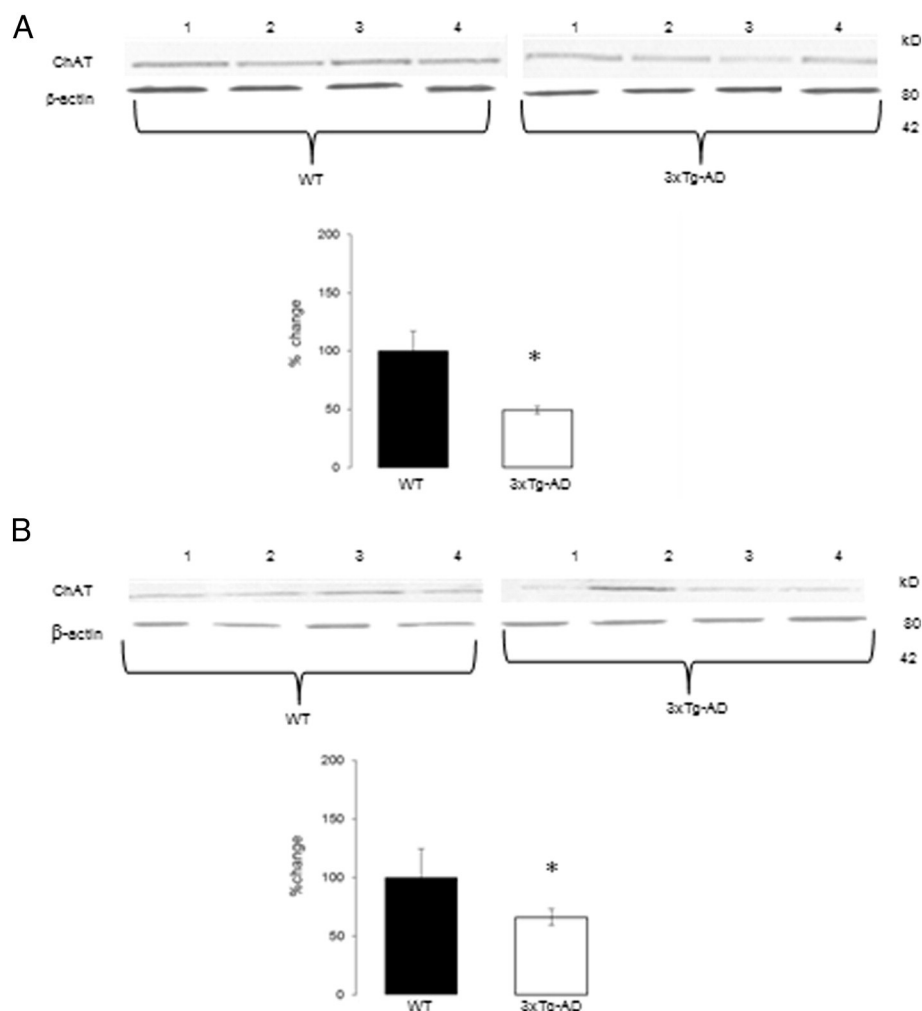 A
1 2 3 4 1 2 3 4 kD
ChAT
β-actin 80
42
WT 3xTg-AD
200
150
% change
100 *
50
0
WT 3xTg-AD
B
1 2 3 4 1 2 3 4
ChAT kD
β-actin 80
42
WT 3xTg-AD
200
150
%change
100 *
50
0
WT 3xTg-AD